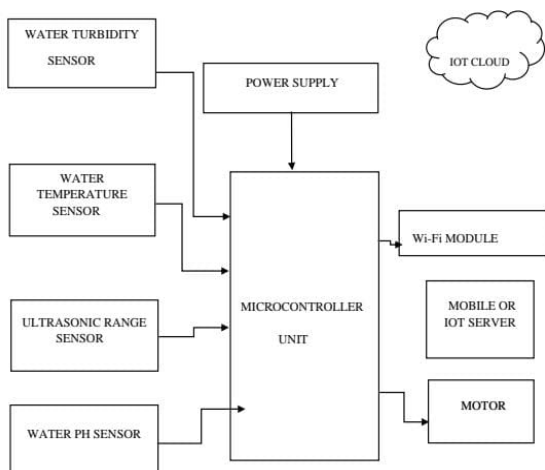 WATER TURBIDITY
SENSOR
POWER SUPPLY
IOT CLOUD
WATER
TEMPERATURE
SENSOR
Wi-Fi MODULE
MICROCONTROLLER
UNIT
ULTRASONIC RANGE
SENSOR
MOBILE OR
IOT SERVER
MOTOR
WATER PH SENSOR